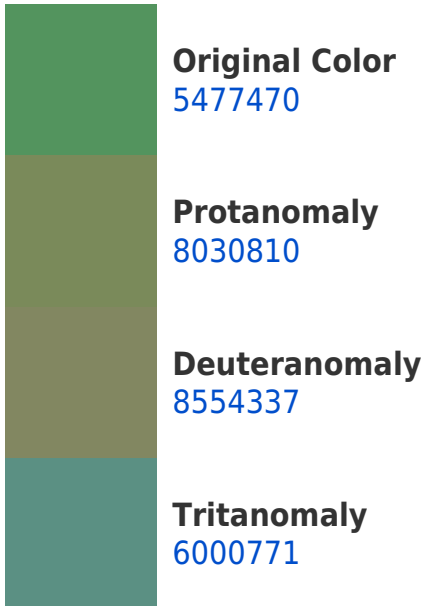 Original Color
5477470
Protanomaly
8030810
Deuteranomaly
8554337
Tritanomaly
6000771